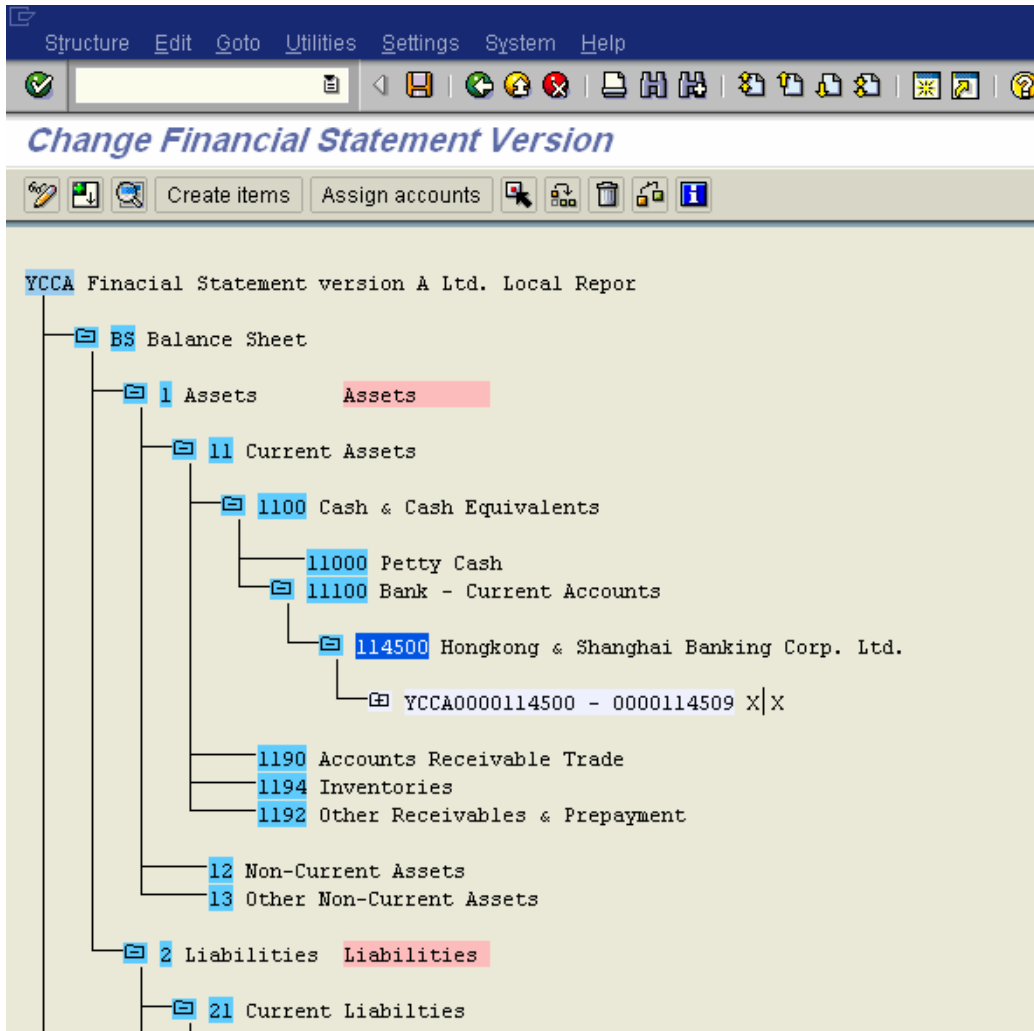 Structure Edit Goto Utilities Settings System Help
Change Financial Statement Version
Create items Assign accounts
YCCA Finacial Statement version A Ltd. Local Repor
BS Balance Sheet
1 Assets Assets
11 Current Assets
1100 Cash & Cash Equivalents
11000 Petty Cash
11100 Bank - Current Accounts
114500 Hongkong & Shanghai Banking Corp. Ltd.
YCCA0000114500 - 0000114509 X X
1190 Accounts Receivable Trade
1194 Inventories
1192 Other Receivables & Prepayment
12 Non-Current Assets
13 Other Non-Current Assets
2 Liabilities Liabilities
21 Current Liabilties